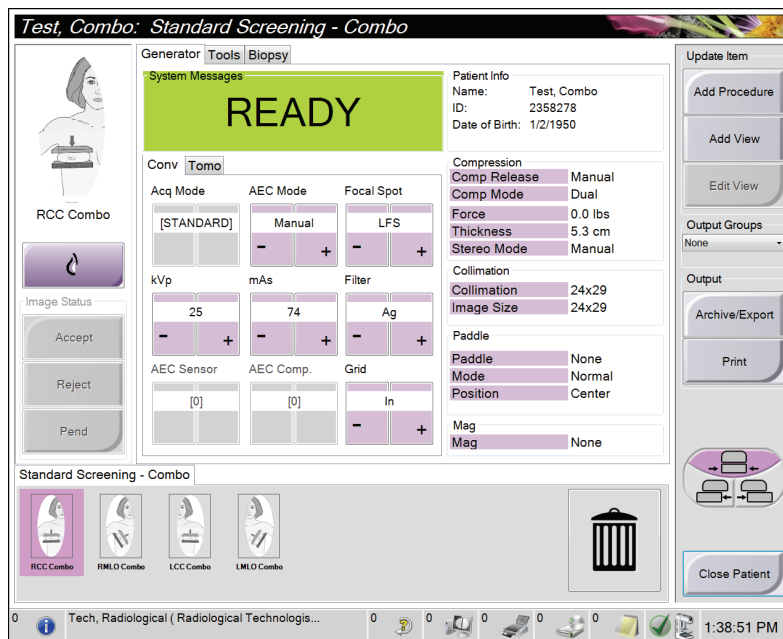 Test, Combo: Standard Screening - Combo
RCC Combo
Image Status
Accept
Reject
Pend
Generator Tools Biopsy
System Messages
READY
Patient Info
Name: Test, Combo
ID: 2358278
Date of Birth: 1/2/1950
Conv Tomo
Acq Mode AEC Mode Focal Spot
[STANDARD] Manual LFS
- + - +
kVp mAs Filter
25 74 Ag
- + - + - +
AEC Sensor AEC Comp. Grid
[0] [0] In
- +
Compression
Comp Release Manual
Comp Mode Dual
Force 0.0 lbs
Thickness 5.3 cm
Stereo Mode Manual
Collimation
Collimation 24x29
Image Size 24x29
Paddle
Paddle None
Mode Normal
Position Center
Mag
Mag None
Update Item
Add Procedure
Add View
Edit View
Output Groups
None
Output
Archive/Export
Print
Close Patient
Standard Screening - Combo
RCC Combo RMLO Combo LCC Combo LMLO Combo
0 Tech, Radiological ( Radiological Technologis... 0 0 0 0 0 1:38:51 PM